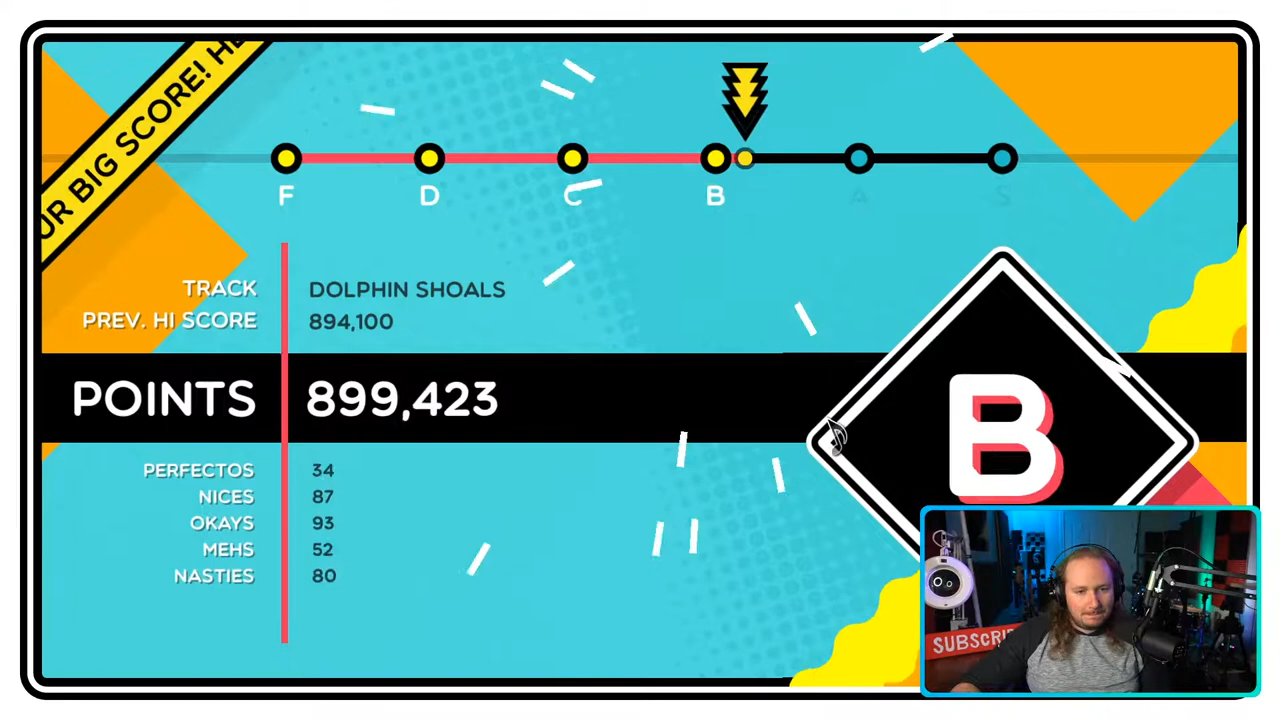 UR BIG SCORE! H
F D C B A S
TRACK DOLPHIN SHOALS
PREV. HI SCORE 894,100
POINTS 899,423
PERFECTOS 34
NICES 87
OKAYS 93
MEHS 52
NASTIES 80
B
SUBSCRI